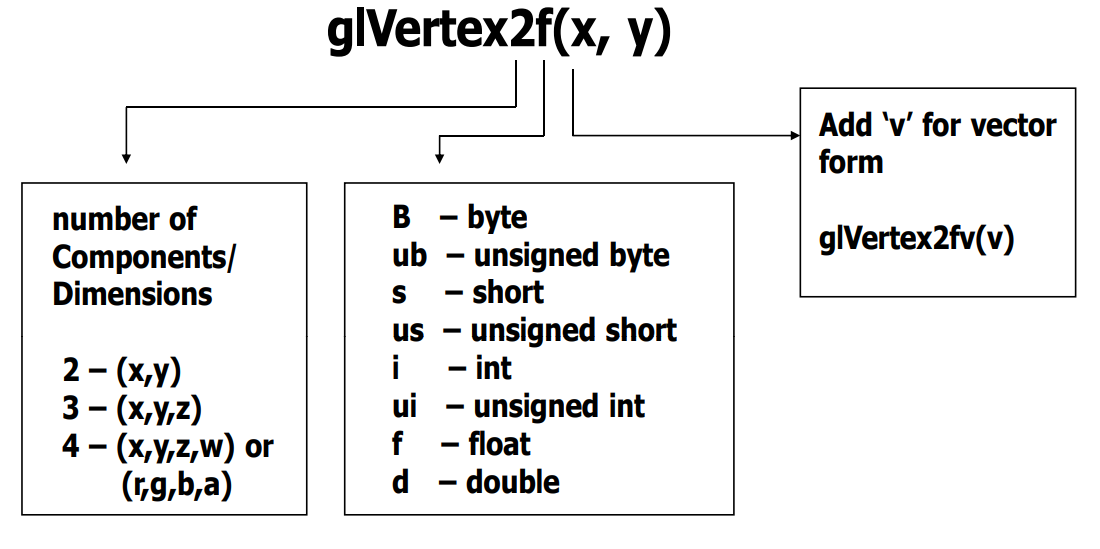 glVertex2f(x, y)
number of
Components/
Dimensions
2 – (x,y)
3 – (x,y,z)
4 – (x,y,z,w) or
(r,g,b,a)
B – byte
ub – unsigned byte
s – short
us – unsigned short
i – int
ui – unsigned int
f – float
d – double
Add ‘v’ for vector
form
glVertex2fv(v)